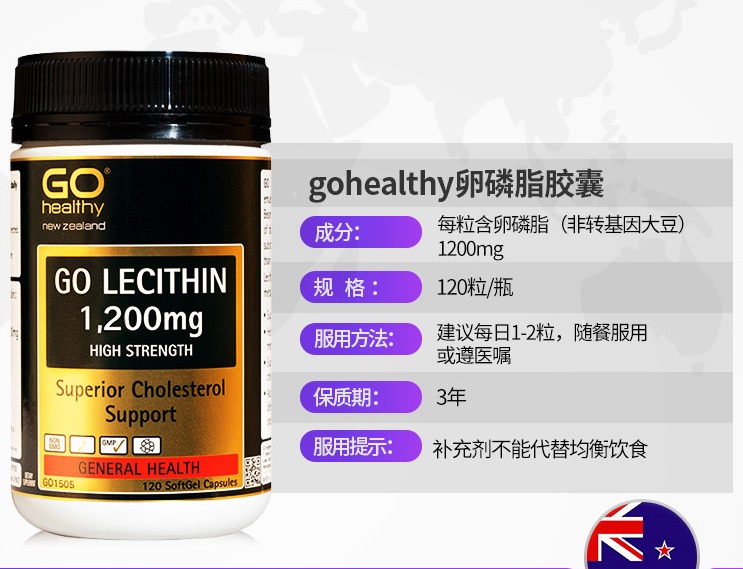 GO
healthy
new zealand
GO LECITHIN
1,200mg
HIGH STRENGTH
Superior Cholesterol
Support
NON
GMO
GMP
GENERAL HEALTH
GO1505
120 SoftGel Capsules
gohealthy卵磷脂胶囊
成分：
每粒含卵磷脂（非转基因大豆）
1200mg
规 格：
120粒/瓶
服用方法：
建议每日1-2粒，随餐服用
或遵医嘱
保质期：
3年
服用提示：
补充剂不能代替均衡饮食